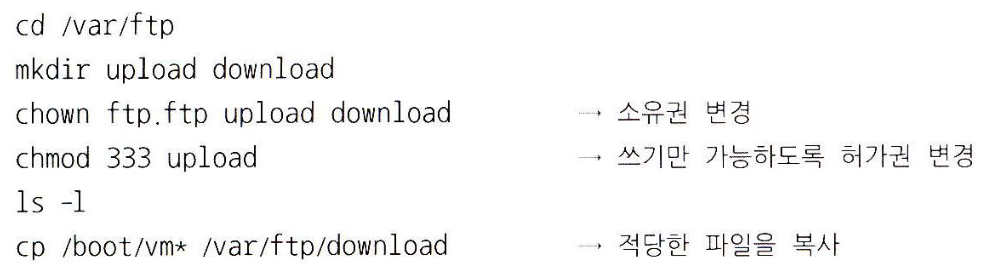 cd /var/ftp
mkdir upload download
chown ftp.ftp upload download → 소유권 변경
chmod 333 upload → 쓰기만 가능하도록 허가권 변경
ls -l
cp /boot/vm* /var/ftp/download → 적당한 파일을 복사